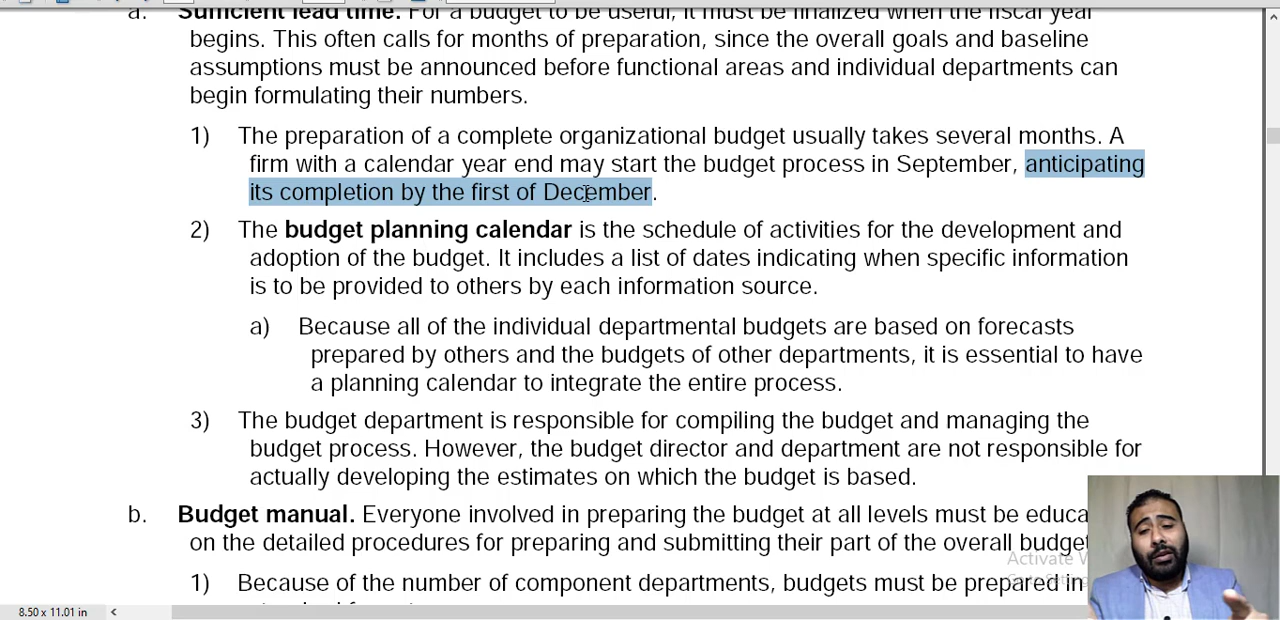 a. Sufficient lead time. For a budget to be useful, it must be finalized when the fiscal year
begins. This often calls for months of preparation, since the overall goals and baseline
assumptions must be announced before functional areas and individual departments can
begin formulating their numbers.
1) The preparation of a complete organizational budget usually takes several months. A
firm with a calendar year end may start the budget process in September, anticipating
its completion by the first of December.
2) The budget planning calendar is the schedule of activities for the development and
adoption of the budget. It includes a list of dates indicating when specific information
is to be provided to others by each information source.
a) Because all of the individual departmental budgets are based on forecasts
prepared by others and the budgets of other departments, it is essential to have
a planning calendar to integrate the entire process.
3) The budget department is responsible for compiling the budget and managing the
budget process. However, the budget director and department are not responsible for
actually developing the estimates on which the budget is based.
b. Budget manual. Everyone involved in preparing the budget at all levels must be educa
on the detailed procedures for preparing and submitting their part of the overall budget
Activate
1) Because of the number of component departments, budgets must be prepared in
8.50 x 11.01 in